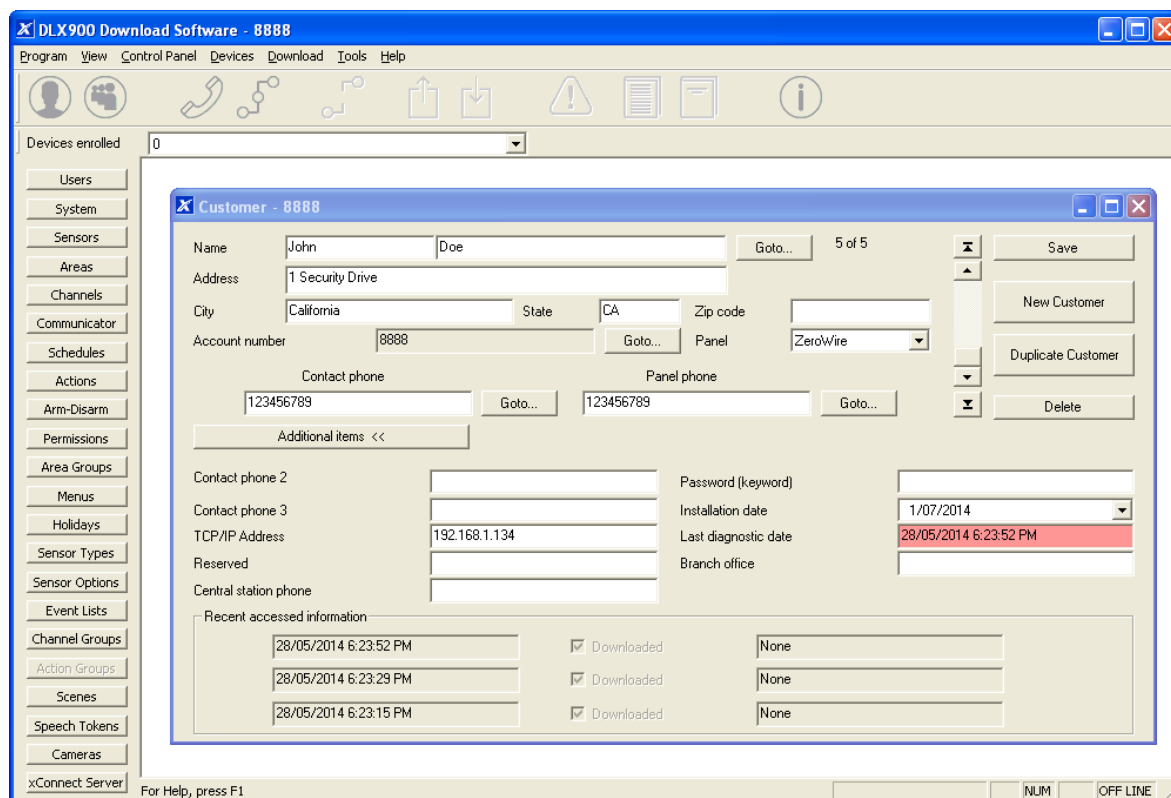 DLX900 Download Software - 8888
Program View Control Panel Devices Download Tools Help
Devices enrolled 0
Users
System
Sensors
Areas
Channels
Communicator
Schedules
Actions
Arm-Disarm
Permissions
Area Groups
Menus
Holidays
Sensor Types
Sensor Options
Event Lists
Channel Groups
Action Groups
Scenes
Speech Tokens
Cameras
xConnect Server
Customer - 8888
Name John Doe Goto... 5 of 5 Save
Address 1 Security Drive
City California State CA Zip code New Customer
Account number 8888 Goto... Panel ZeroWire
Duplicate Customer
Contact phone Panel phone
123456789 Goto... 123456789 Goto... Delete
Additional items <<
Contact phone 2 Password (keyword)
Contact phone 3 Installation date 1/07/2014
TCP/IP Address 192.168.1.134 Last diagnostic date 28/05/2014 6:23:52 PM
Reserved Branch office
Central station phone
Recent accessed information
28/05/2014 6:23:52 PM Downloaded None
28/05/2014 6:23:29 PM Downloaded None
28/05/2014 6:23:15 PM Downloaded None
For Help, press F1 NUM OFF LINE